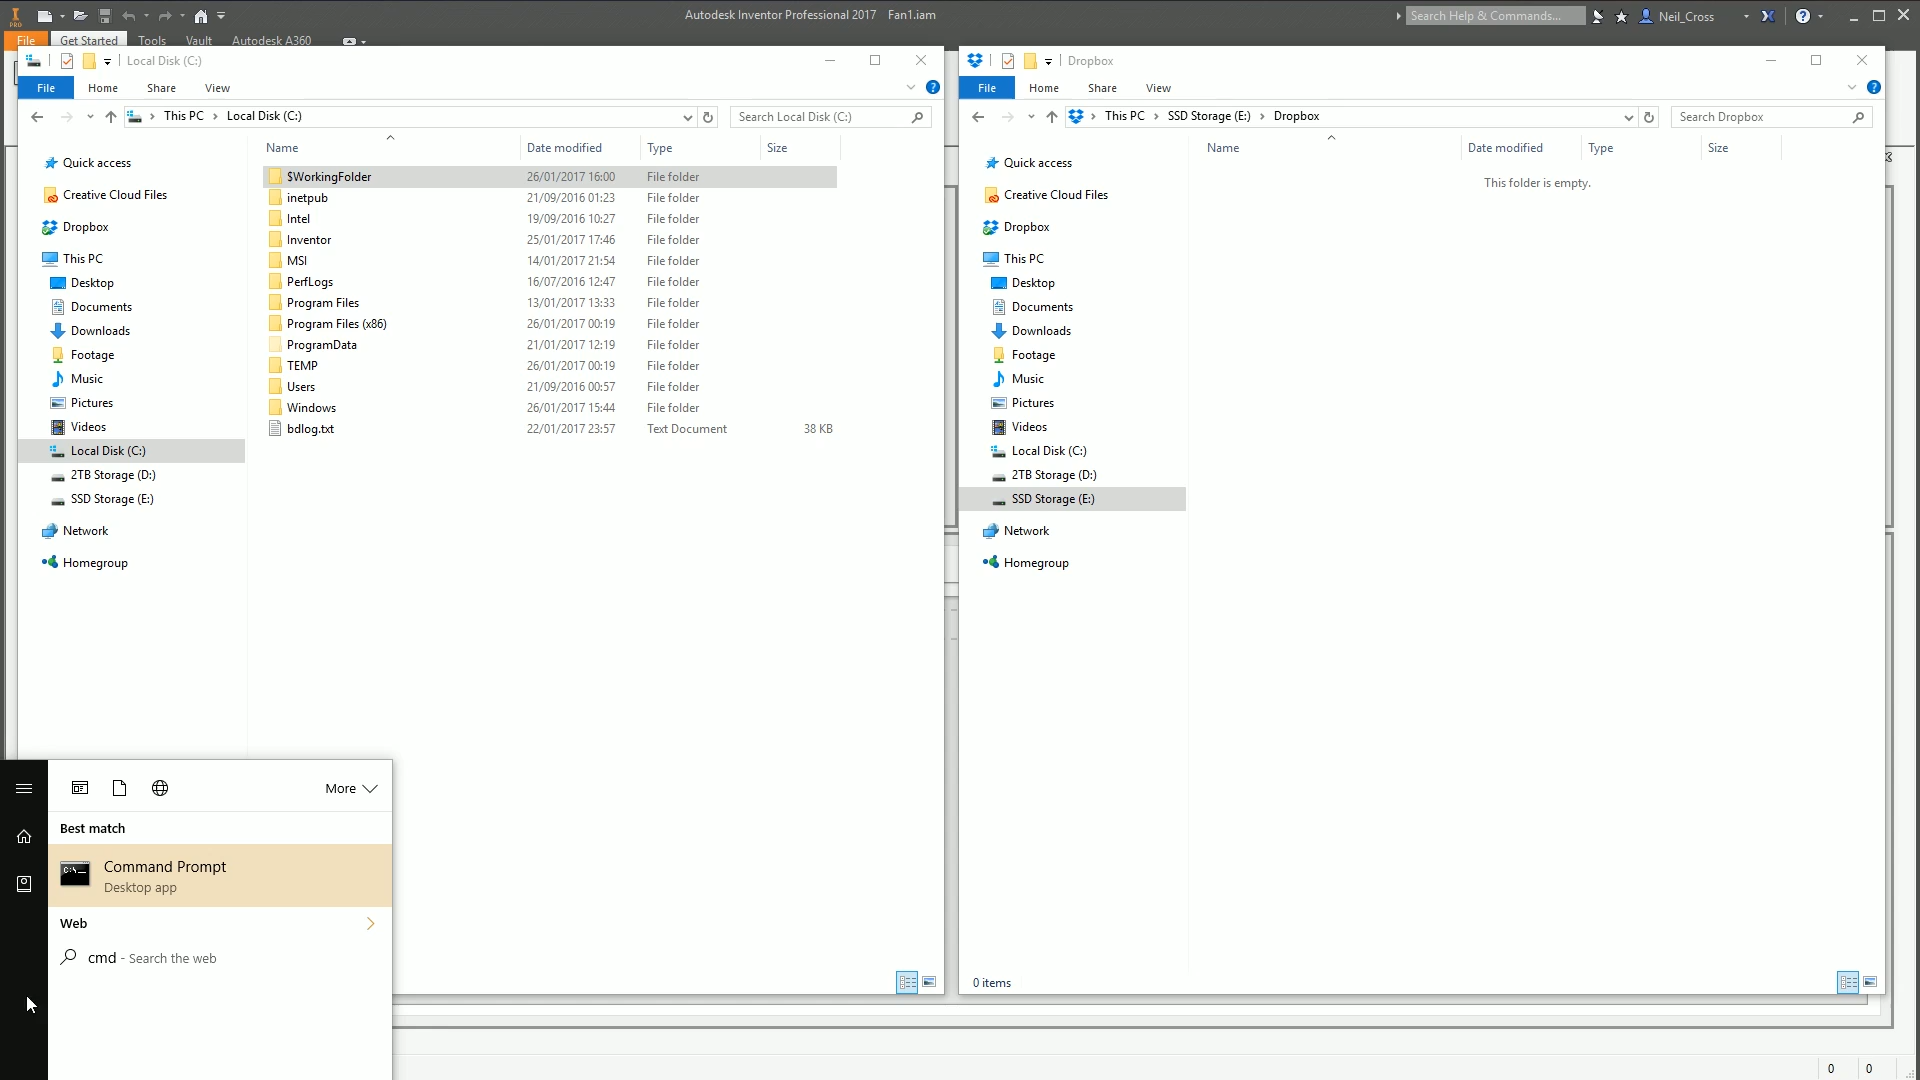 PRO
Autodesk Inventor Professional 2017 Fan1.iam
Search Help & Commands...
Neil_Cross
File Get Started Tools Vault Autodesk A360
Local Disk (C:)
File Home Share View
This PC Local Disk (C:)
Search Local Disk (C:)
Name Date modified Type Size
Quick access
Creative Cloud Files
Dropbox
This PC
Desktop
Documents
Downloads
Footage
Music
Pictures
Videos
Local Disk (C:)
2TB Storage (D:)
SSD Storage (E:)
Network
Homegroup
$WorkingFolder 26/01/2017 16:00 File folder
inetpub 21/09/2016 01:23 File folder
Intel 19/09/2016 10:27 File folder
Inventor 25/01/2017 17:46 File folder
MSI 14/01/2017 21:54 File folder
PerfLogs 16/07/2016 12:47 File folder
Program Files 13/01/2017 13:33 File folder
Program Files (x86) 26/01/2017 00:19 File folder
ProgramData 21/01/2017 12:19 File folder
TEMP 26/01/2017 00:19 File folder
Users 21/09/2016 00:57 File folder
Windows 26/01/2017 15:44 File folder
bdlog.txt 22/01/2017 23:57 Text Document 38 KB
Dropbox
File Home Share View
This PC SSD Storage (E:) Dropbox
Search Dropbox
Name Date modified Type Size
This folder is empty.
Quick access
Creative Cloud Files
Dropbox
This PC
Desktop
Documents
Downloads
Footage
Music
Pictures
Videos
Local Disk (C:)
2TB Storage (D:)
SSD Storage (E:)
Network
Homegroup
0 items
More
Best match
Command Prompt
Desktop app
Web
cmd - Search the web
0 0